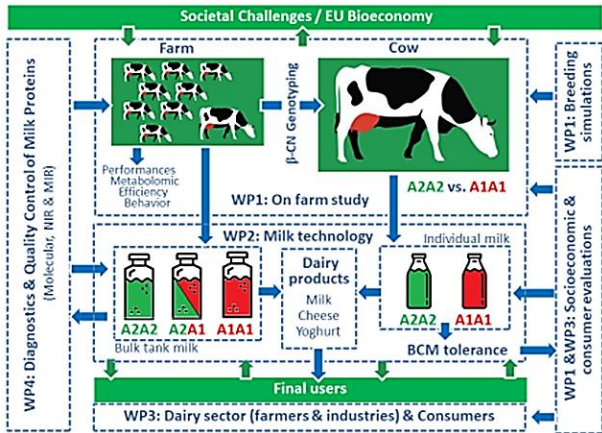 Societal Challenges / EU Bioeconomy
WP4: Diagnostics & Quality Control of Milk Proteins
(Molecular, NIR & MIR)
Farm
β-CN Genotyping
Cow
Performances
Metabolomic
Efficiency
Behavior
WP1: On farm study
A2A2 vs. A1A1
WP1: Breeding
simulations
WP2: Milk technology
Individual milk
A2A2
A2A1
A1A1
Bulk tank milk
Dairy
products
Milk
Cheese
Yoghurt
A2A2
A1A1
BCM tolerance
WP1 &WP3: Socioeconomic &
consumer evaluations
Final users
WP3: Dairy sector (farmers & industries) & Consumers